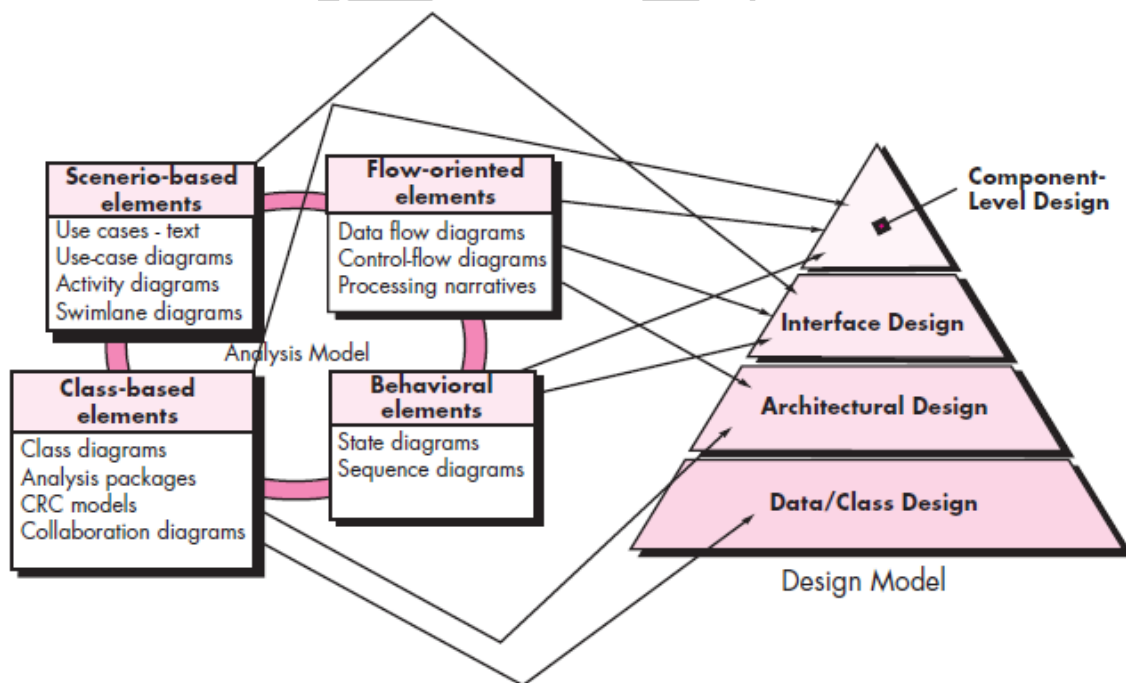 Scenerio-based
elements
Use cases - text
Use-case diagrams
Activity diagrams
Swimlane diagrams
Flow-oriented
elements
Data flow diagrams
Control-flow diagrams
Processing narratives
Analysis Model
Class-based
elements
Class diagrams
Analysis packages
CRC models
Collaboration diagrams
Behavioral
elements
State diagrams
Sequence diagrams
Component-
Level Design
Interface Design
Architectural Design
Data/Class Design
Design Model